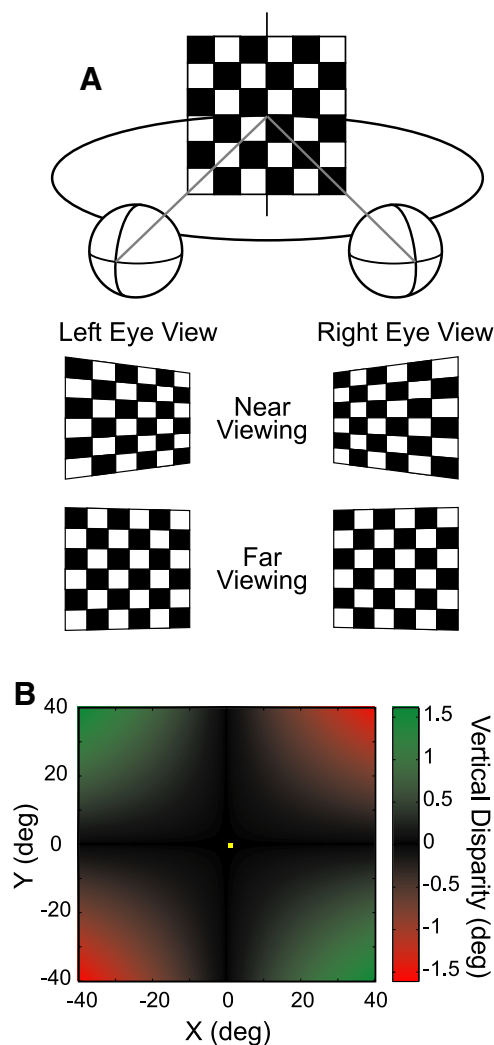 A
Left Eye View
Right Eye View
Near
Viewing
Far
Viewing
B
40
20
0
-20
-40
Y (deg)
-40
-20
0
20
40
X (deg)
1.5
1
0.5
0
-0.5
-1
-1.5
Vertical Disparity (deg)